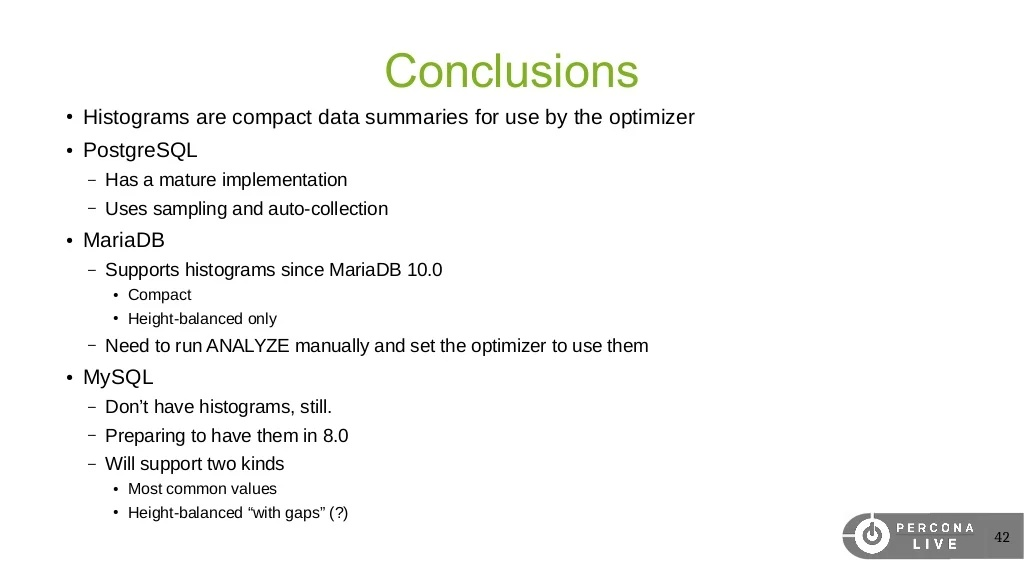 Conclusions
• Histograms are compact data summaries for use by the optimizer
• PostgreSQL
– Has a mature implementation
– Uses sampling and auto-collection
• MariaDB
– Supports histograms since MariaDB 10.0
• Compact
• Height-balanced only
– Need to run ANALYZE manually and set the optimizer to use them
• MySQL
– Don’t have histograms, still.
– Preparing to have them in 8.0
– Will support two kinds
• Most common values
• Height-balanced “with gaps” (?)
PERCONA
LIVE
42